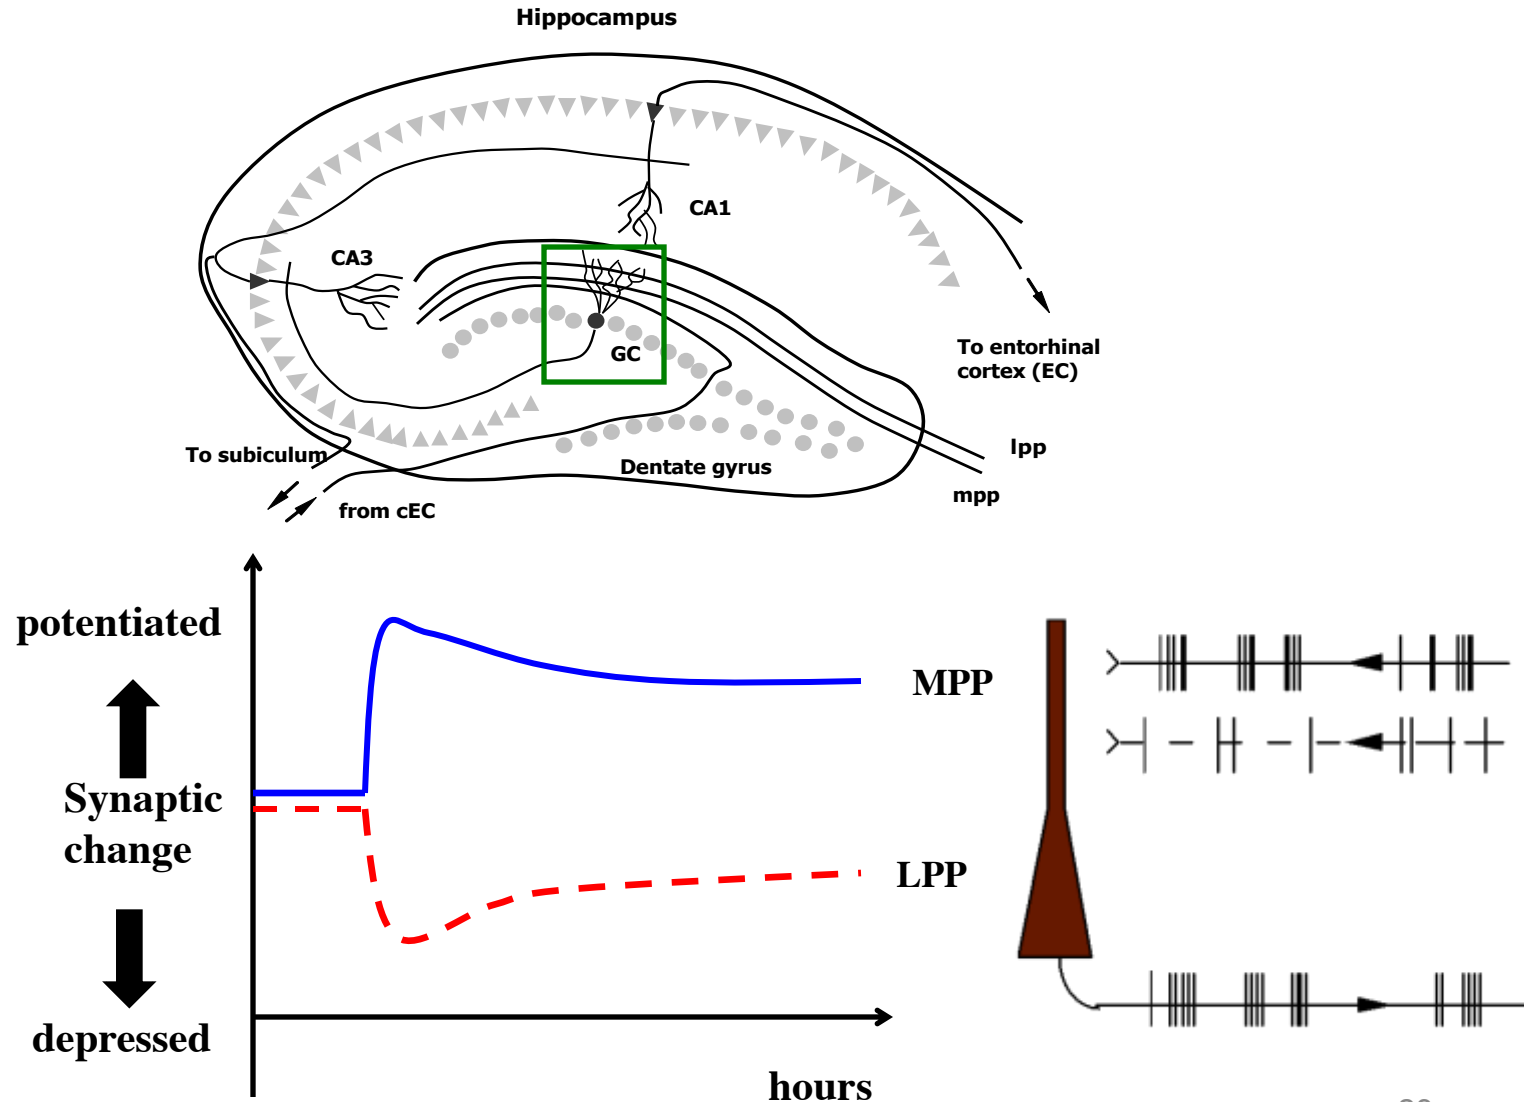 Hippocampus
CA1
CA3
GC
To entorhinal
cortex (EC)
To subiculum
lpp
Dentate gyrus
mpp
from cEC
potentiated
MPP
Synaptic
change
LPP
depressed
hours